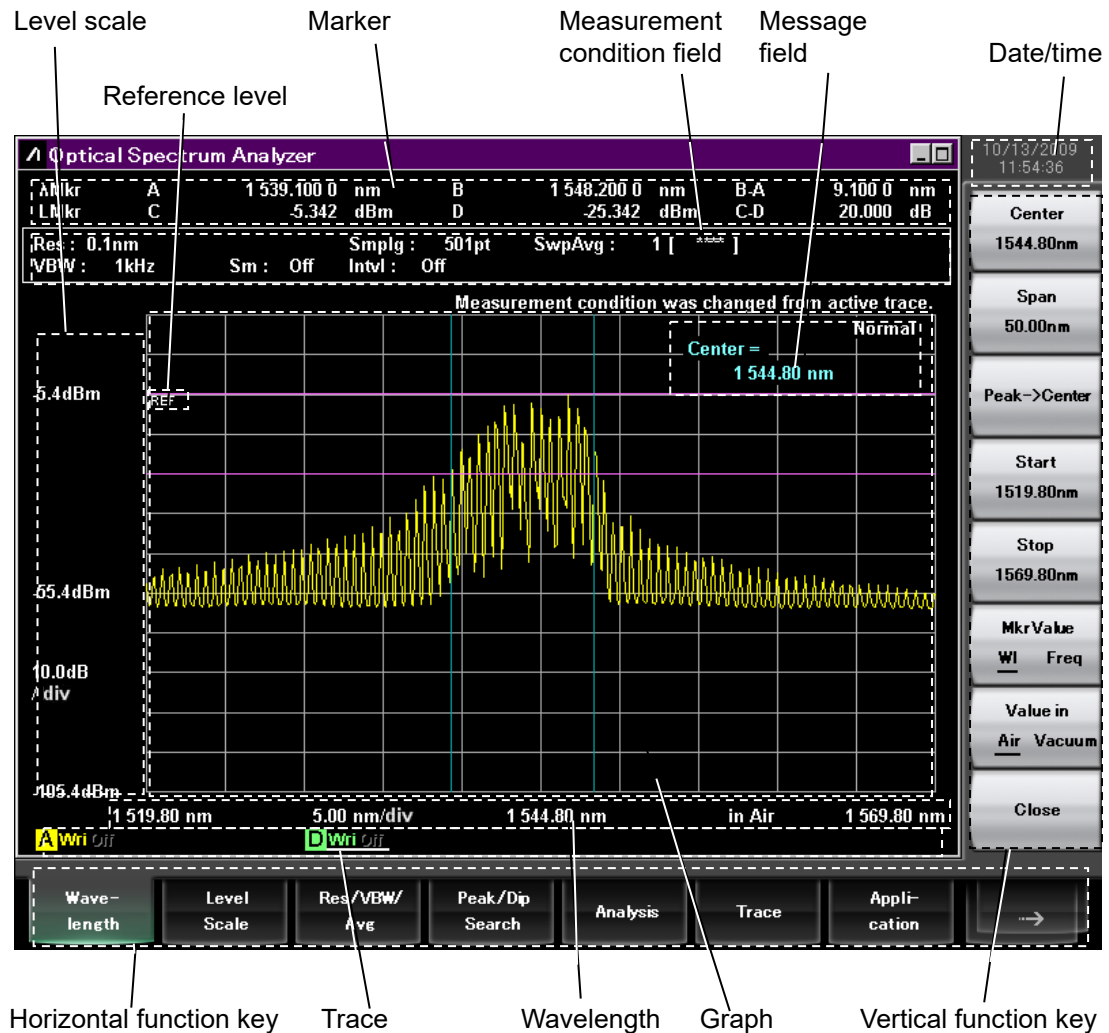 Level scale Marker Measurement condition field Message field Date/time
Reference level
Optical Spectrum Analyzer
10/13/2009
11:54:36
λMkr A 1 539.100 0 nm B 1 548.200 0 nm B-A 9.100 0 nm
LMkr C -5.342 dBm D -25.342 dBm C-D 20.000 dB
Res : 0.1nm Smplg : 501pt SwpAvg : 1 [ **** ]
VBW : 1kHz Sm : Off Intvl : Off
Measurement condition was changed from active trace.
Normal
Center =
1 544.80 nm
-5.4dBm
REF
-55.4dBm
10.0dB
/ div
-105.4dBm
1 519.80 nm 5.00 nm/div 1 544.80 nm in Air 1 569.80 nm
A Wri Off D Wri Off
Center
1544.80nm
Span
50.00nm
Peak->Center
Start
1519.80nm
Stop
1569.80nm
MkrValue
Wl Freq
Value in
Air Vacuum
Close
Wave-
length
Level
Scale
Res/VBW/
Avg
Peak/Dip
Search
Analysis
Trace
Appli-
cation
Horizontal function key Trace Wavelength Graph Vertical function key